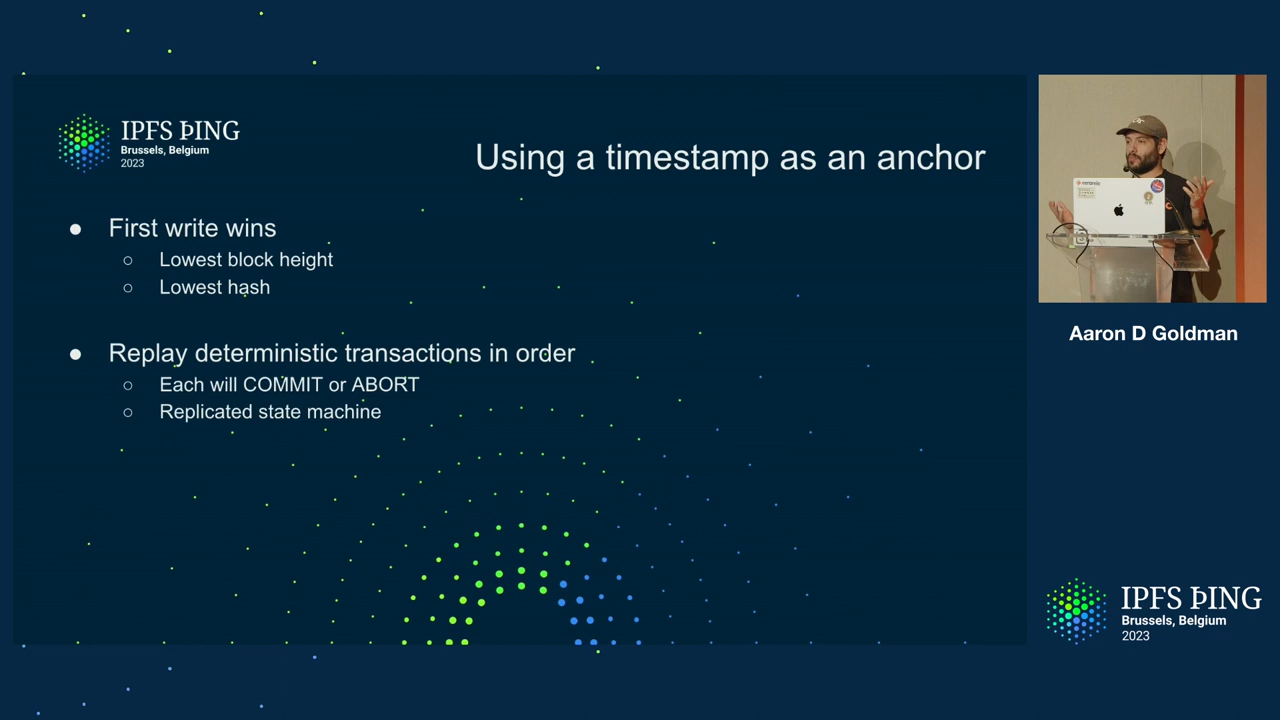 IPFS ÞING
Brussels, Belgium
2023
Using a timestamp as an anchor
● First write wins
○ Lowest block height
○ Lowest hash
● Replay deterministic transactions in order
○ Each will COMMIT or ABORT
○ Replicated state machine
Aaron D Goldman
IPFS ÞING
Brussels, Belgium
2023